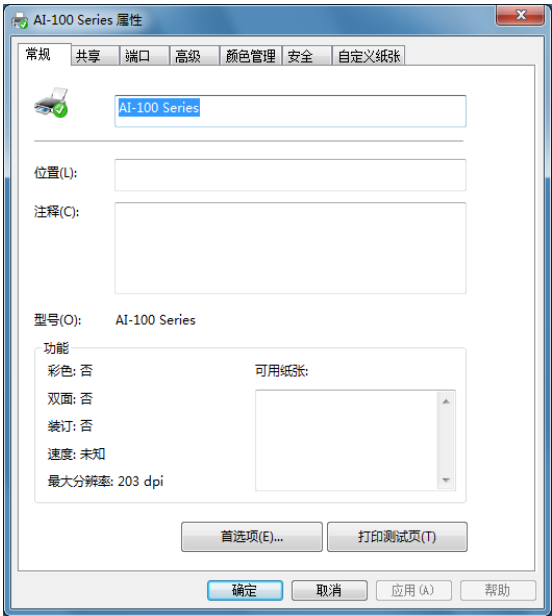 AI-100 Series 属性
常规 共享 端口 高级 颜色管理 安全 自定义纸张
AI-100 Series
位置(L):
注释(C):
型号(O): AI-100 Series
功能
彩色: 否 可用纸张:
双面: 否
装订: 否
速度: 未知
最大分辨率: 203 dpi
首选项(E)... 打印测试页(T)
确定 取消 应用(A) 帮助